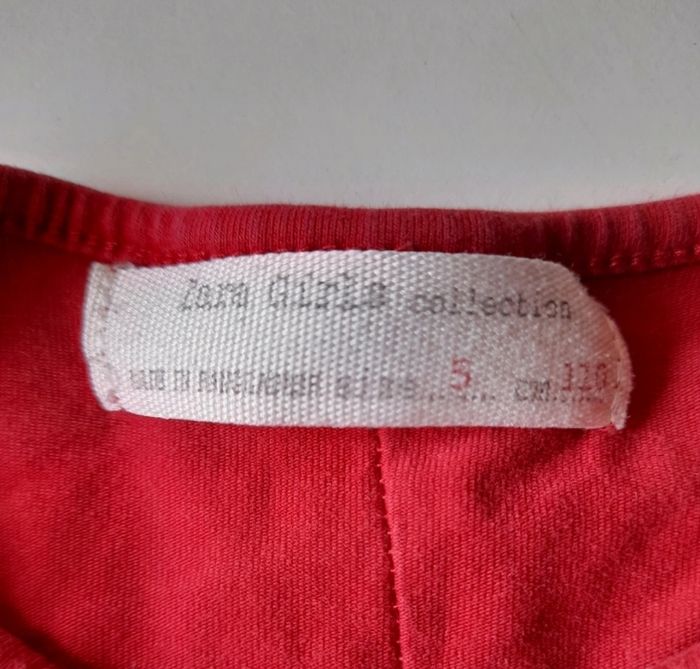 Zara Girls collection
MADE IN BANGLADESH size.... 5.... cm. 110.